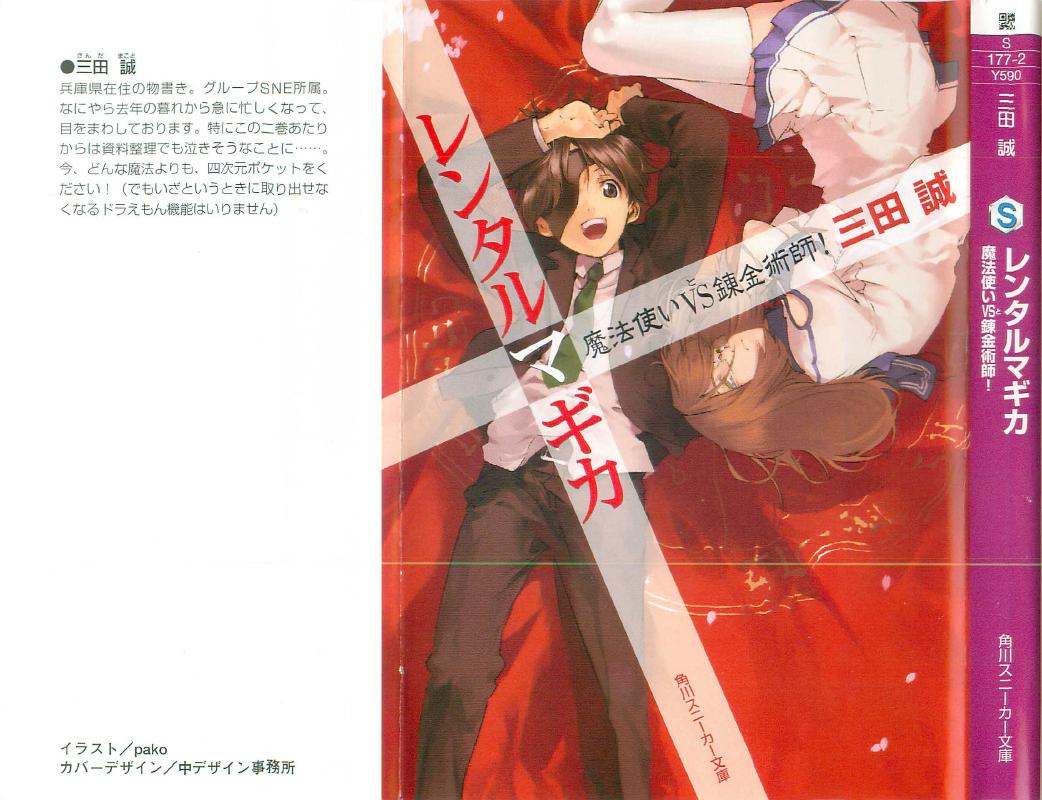 さんだ まこと
●三田 誠
兵庫県在住の物書き。グループSNE所属。
なにやら去年の暮れから急に忙しくなって、
目をまわしております。特にこの二巻あたり
からは資料整理でも泣きそうなことに……。
今、どんな魔法よりも、四次元ポケットをく
ださい！（でもいざというときに取り出せな
くなるドラえもん機能はいりません）
イラスト／pako
カバーデザイン／中デザイン事務所
レンタルマギカ
と
魔法使いVS錬金術師！
三田 誠
角川スニーカー文庫
S
177-2
Y590
三田 誠
S
レンタルマギカ
と
魔法使いVS錬金術師！
角川スニーカー文庫